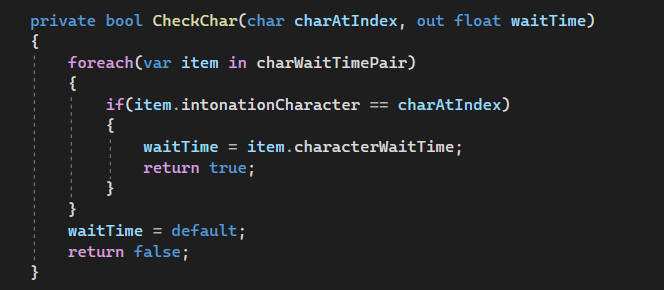 private bool CheckChar(char charAtIndex, out float waitTime)
{
    foreach(var item in charWaitTimePair)
    {
        if(item.intonationCharacter == charAtIndex)
        {
            waitTime = item.characterWaitTime;
            return true;
        }
    }
    waitTime = default;
    return false;
}